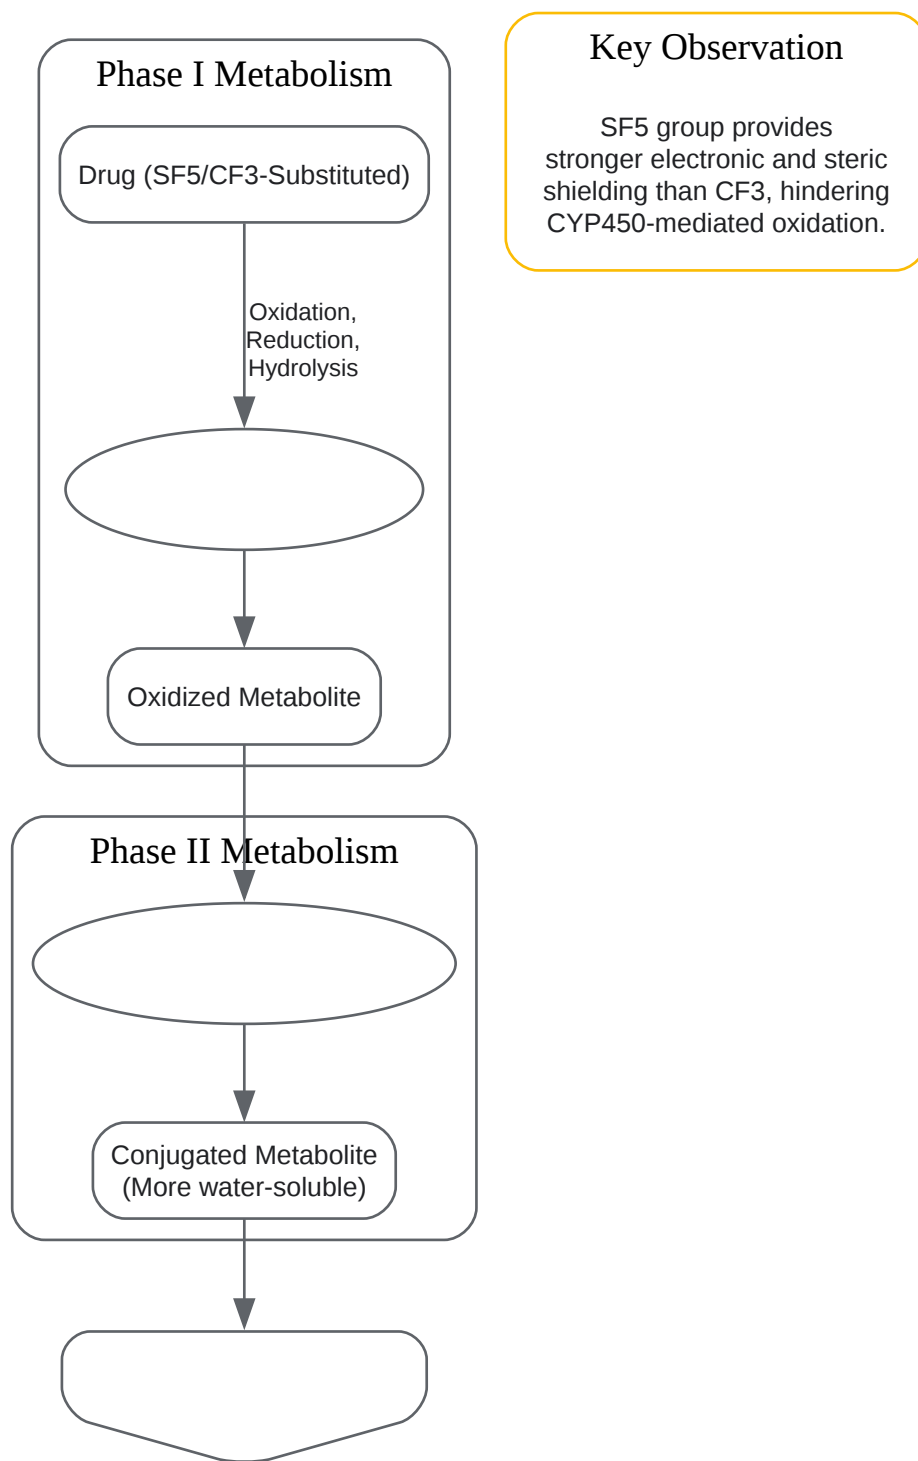 Phase I Metabolism
Drug (SF5/CF3-Substituted)
Oxidation,
Reduction,
Hydrolysis
Oxidized Metabolite
Phase II Metabolism
Conjugated Metabolite
(More water-soluble)
Key Observation
SF5 group provides
stronger electronic and steric
shielding than CF3, hindering
CYP450-mediated oxidation.